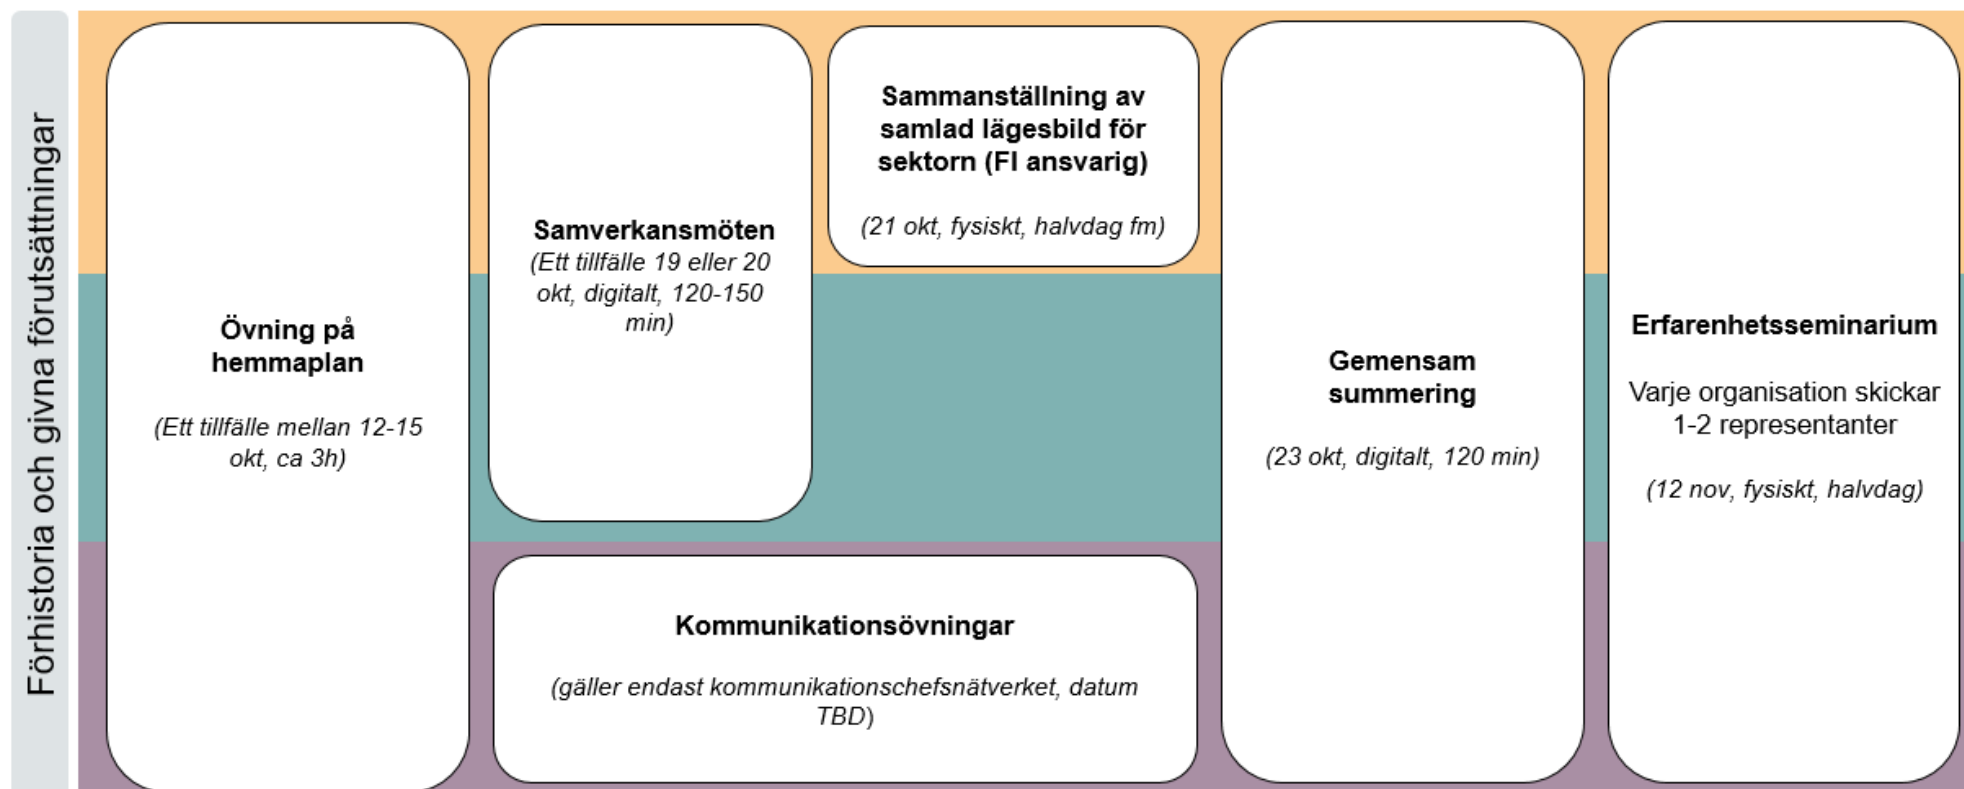 Förhistoria och givna förutsättningar
Övning på
hemmaplan
(Ett tillfälle mellan 12-15
okt, ca 3h)
Samverkansmöten
(Ett tillfälle 19 eller 20
okt, digitalt, 120-150
min)
Sammanställning av
samlad lägesbild för
sektorn (FI ansvarig)
(21 okt, fysiskt, halvdag fm)
Kommunikationsövningar
(gäller endast kommunikationschefsnätverket, datum
TBD)
Gemensam
summering
(23 okt, digitalt, 120 min)
Erfarenhetsseminarium
Varje organisation skickar
1-2 representanter
(12 nov, fysiskt, halvdag)